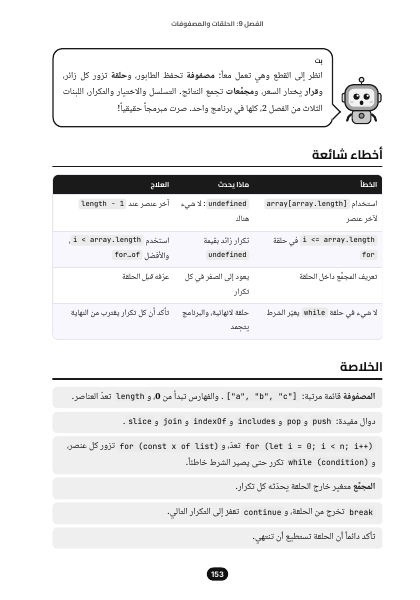 الفصل 9: الحلقات والمصفوفات
بت
انظر إلى القطع وهي تعمل معاً: مصفوفة تحفظ الطابور، وحلقة تزور كل زائر،
وقرار يختار السعر، ومجمّعات تجمع النتائج. التسلسل والاختيار والتكرار، اللبنات
الثلاث من الفصل 2، كلها في برنامج واحد. صرت مبرمجاً حقيقياً!
أخطاء شائعة
الخطأ ماذا يحدث العلاج
استخدام array[array.length] undefined: لا شيء آخر عنصر عند length - 1
لآخر عنصر هناك
i <= array.length في حلقة تكرار زائد بقيمة استخدم i < array.length،
for undefined والأفضل for…of
تعريف المجمّع داخل الحلقة يعود إلى الصفر في كل عرّفه قبل الحلقة
تكرار
لا شيء في حلقة while يغيّر الشرط حلقة لانهائية، والبرنامج تأكد أن كل تكرار يقترب من النهاية
يتجمد
الخلاصة
المصفوفة قائمة مرتبة: ["a", "b", "c"]. والفهارس تبدأ من 0، و length تعدّ العناصر.
دوال مفيدة: push و pop و includes و indexOf و join و slice.
for (let i = 0; i < n; i++) تعدّ، و for (const x of list) تزور كل عنصر،
و while (condition) تكرر حتى يصير الشرط خاطئاً.
المجمّع متغير خارج الحلقة يحدّثه كل تكرار.
break تخرج من الحلقة، و continue تقفز إلى التكرار التالي.
تأكد دائماً أن الحلقة تستطيع أن تنتهي.
153